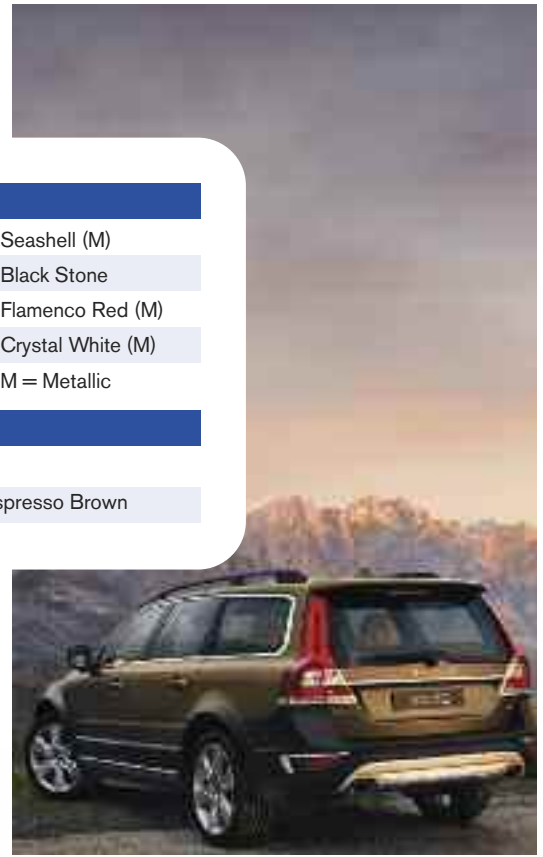 Seashell (M)
Black Stone
Flamenco Red (M)
Crystal White (M)
M = Metallic
spresso Brown